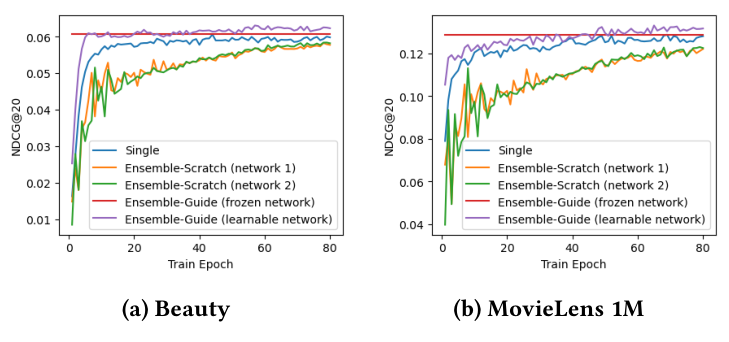 NDCG@20
0.06
0.05
0.04
0.03
0.02
0.01
Single
Ensemble-Scratch (network 1)
Ensemble-Scratch (network 2)
Ensemble-Guide (frozen network)
Ensemble-Guide (learnable network)
0 20 40 60 80
Train Epoch
(a) Beauty
NDCG@20
0.12
0.10
0.08
0.06
0.04
Single
Ensemble-Scratch (network 1)
Ensemble-Scratch (network 2)
Ensemble-Guide (frozen network)
Ensemble-Guide (learnable network)
0 20 40 60 80
Train Epoch
(b) MovieLens 1M